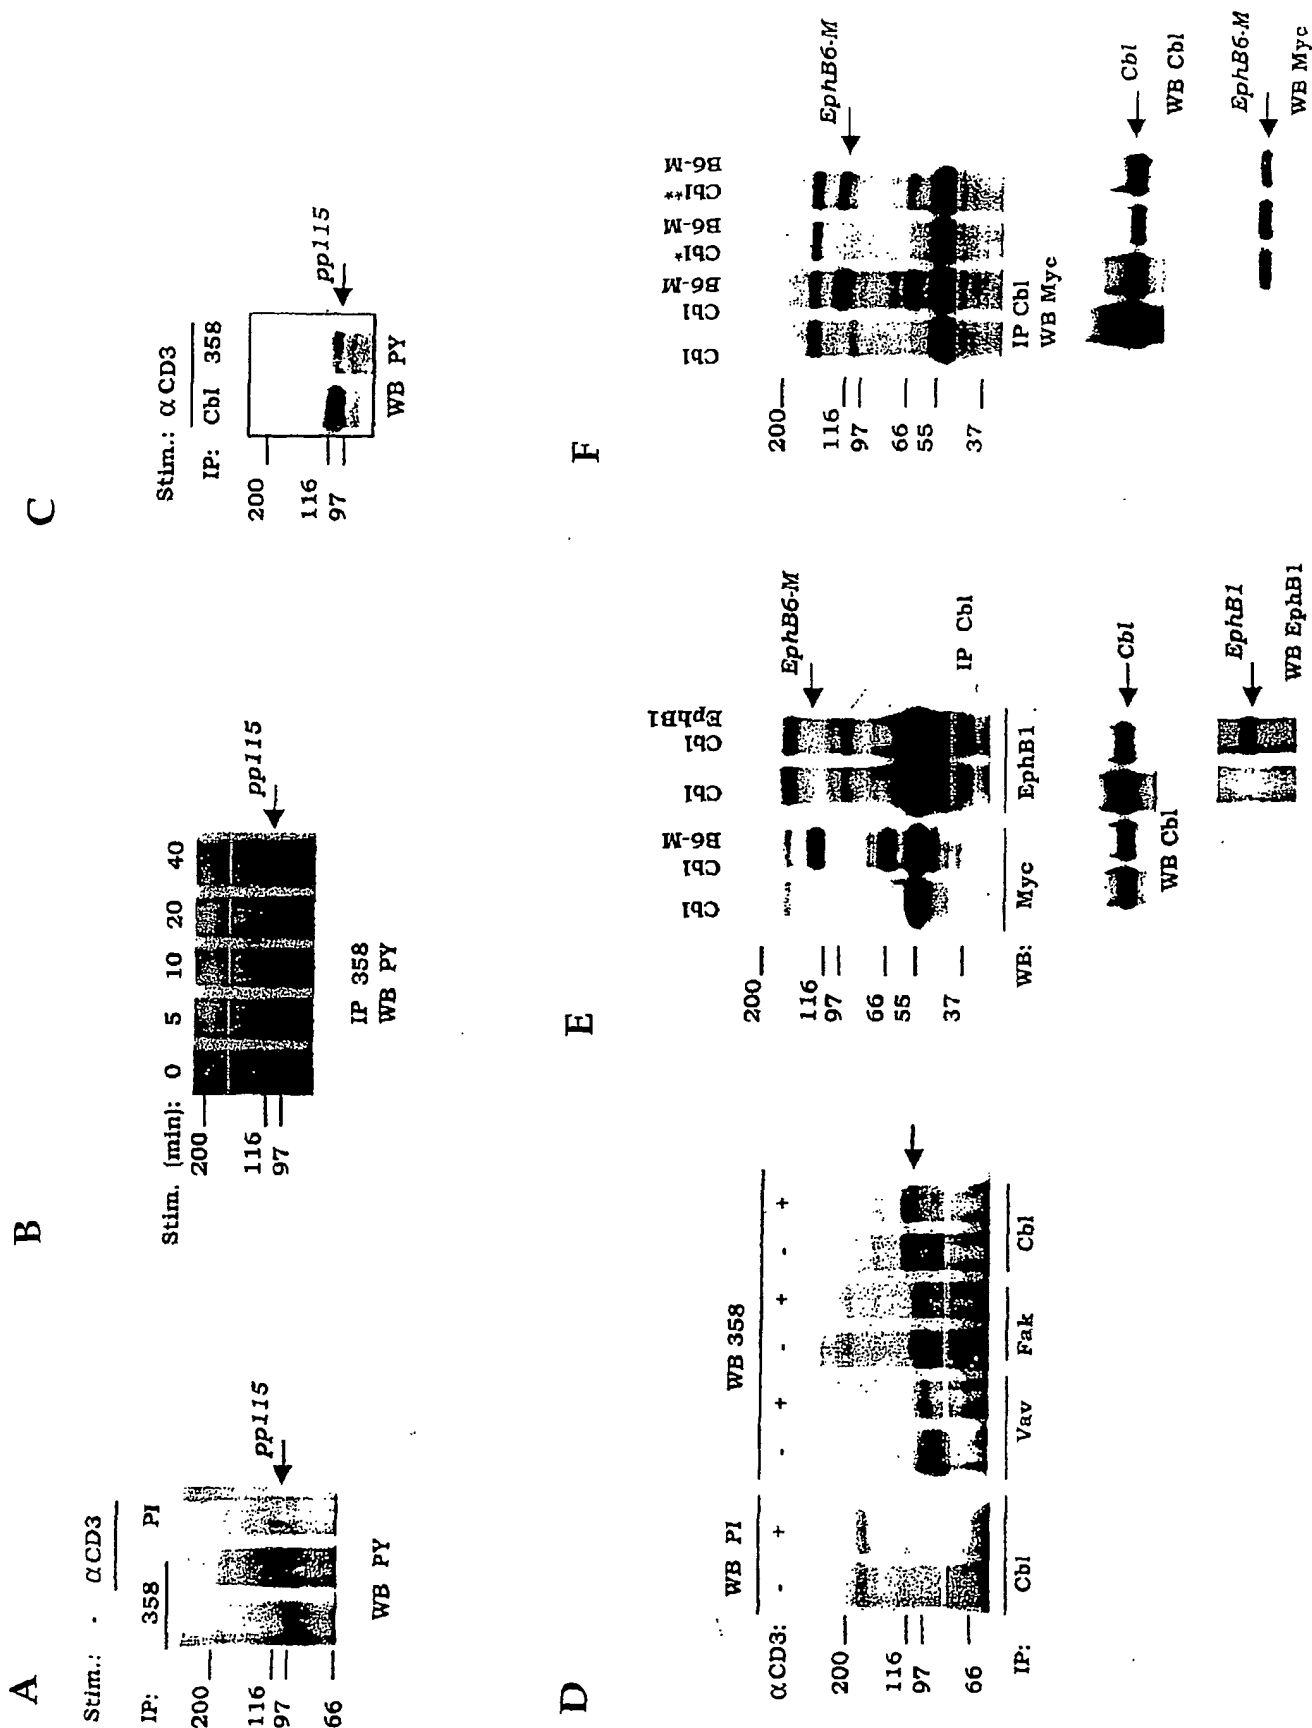 A
Stim.: - αCD3
IP: 358 PI
200
116
97
66
pp115
WB PY
B
Stim. (min): 0 5 10 20 40
200
116
97
pp115
IP 358
WB PY
C
Stim.: αCD3
IP: Cbl 358
200
116
97
pp115
WB PY
D
WB PI WB 358
αCD3: - + - + - + - +
200
116
97
66
IP: Cbl Vav Fak Cbl
E
Cbl
Cbl B6-M
Cbl
Cbl EphB1
200
116
97
66
55
37
EphB6-M
IP Cbl
WB: Myc EphB1
Cbl
WB Cbl
EphB1
WB EphB1
F
Cbl
Cbl B6-M
Cbl* B6-M
Cbl** B6-M
200
116
97
66
55
37
EphB6-M
IP Cbl
WB Myc
Cbl
WB Cbl
EphB6-M
WB Myc